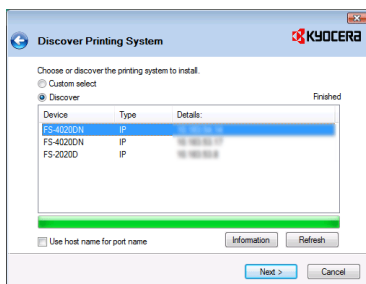 Discover Printing System
KYOCERA
Choose or discover the printing system to install.
Custom select
Discover
Finished
Device Type Details:
FS-4020DN IP
FS-4020DN IP
FS-2020D IP
Use host name for port name
Information
Refresh
Next >
Cancel